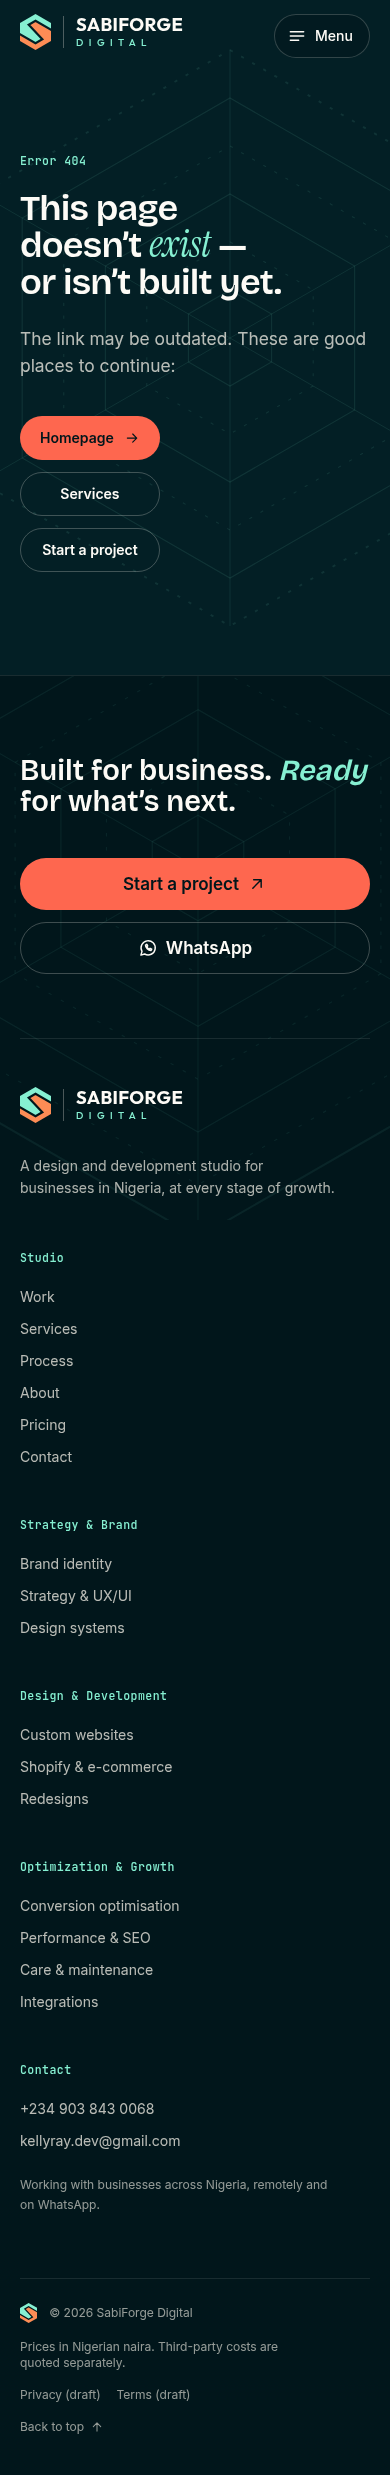 SABIFORGE
DIGITAL
Menu
Error 404
This page
doesn’t exist —
or isn’t built yet.
The link may be outdated. These are good
places to continue:
Homepage →
Services
Start a project
Built for business. Ready
for what’s next.
Start a project ↗
WhatsApp
SABIFORGE
DIGITAL
A design and development studio for
businesses in Nigeria, at every stage of growth.
Studio
Work
Services
Process
About
Pricing
Contact
Strategy & Brand
Brand identity
Strategy & UX/UI
Design systems
Design & Development
Custom websites
Shopify & e-commerce
Redesigns
Optimization & Growth
Conversion optimisation
Performance & SEO
Care & maintenance
Integrations
Contact
+234 903 843 0068
kellyray.dev@gmail.com
Working with businesses across Nigeria, remotely and
on WhatsApp.
© 2026 SabiForge Digital
Prices in Nigerian naira. Third-party costs are
quoted separately.
Privacy (draft) Terms (draft)
Back to top ↑